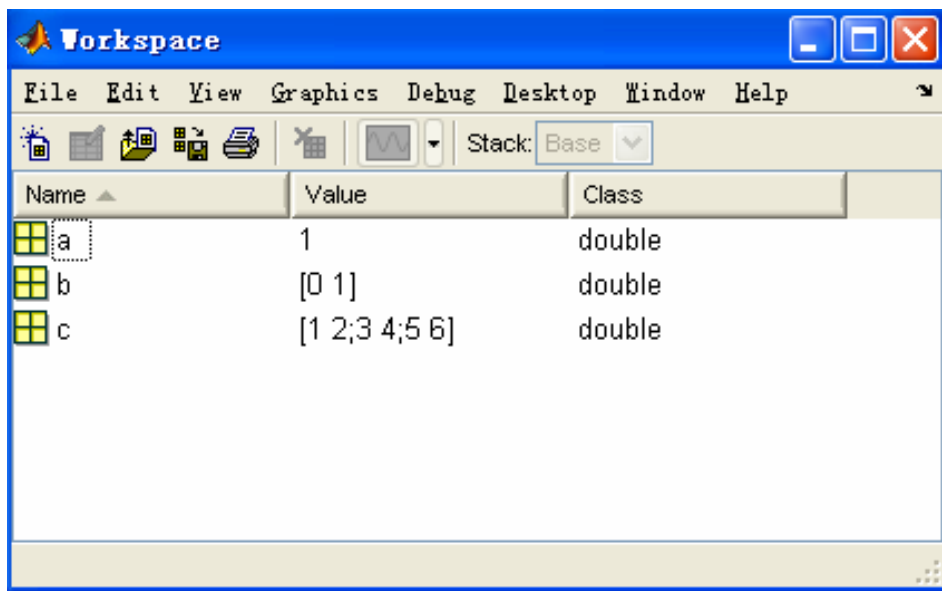 Workspace
File Edit View Graphics Debug Desktop Window Help
Stack: Base
Name Value Class
a 1 double
b [0 1] double
c [1 2;3 4;5 6] double